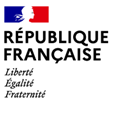 RÉPUBLIQUE
FRANÇAISE
Liberté
Égalité
Fraternité